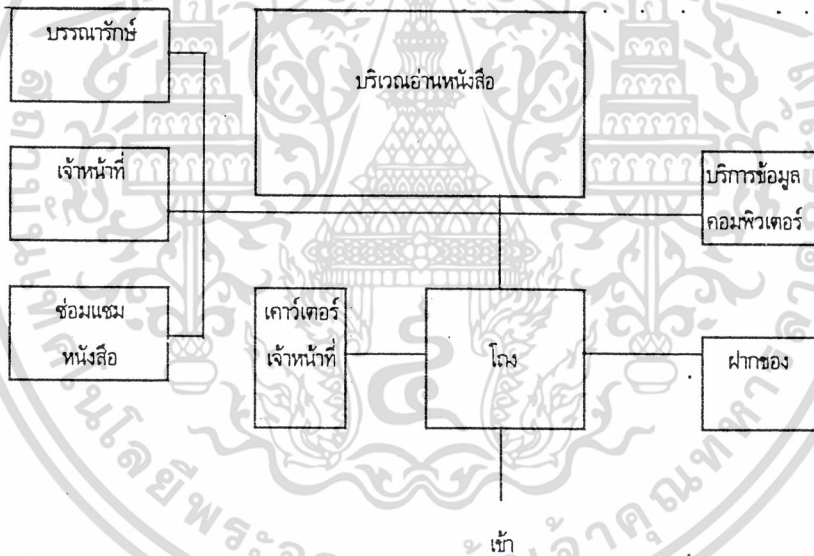 บรรณารักษ์
บริเวณอ่านหนังสือ
เจ้าหน้าที่
บริการข้อมูล
คอมพิวเตอร์
ซ่อมแซม
หนังสือ
เคาว์เตอร์
เจ้าหน้าที่
โถง
ฝากของ
เข้า